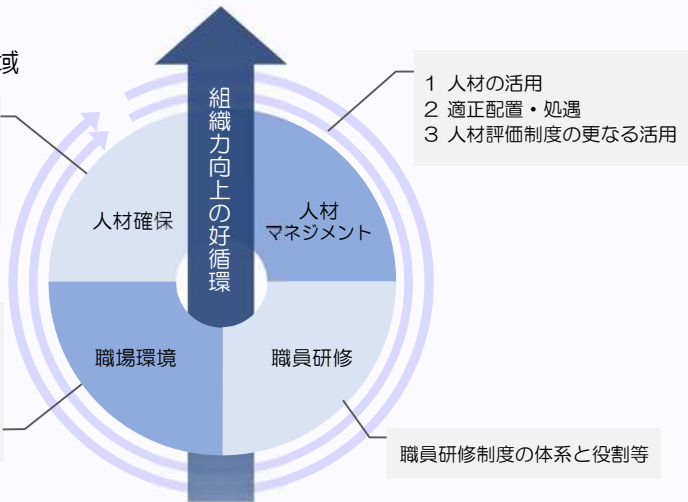 域
組織力向上の好循環
1 人材の活用
2 適正配置・処遇
3 人材評価制度の更なる活用
人材確保
人材
マネジメント
職場環境
職員研修
職員研修制度の体系と役割等